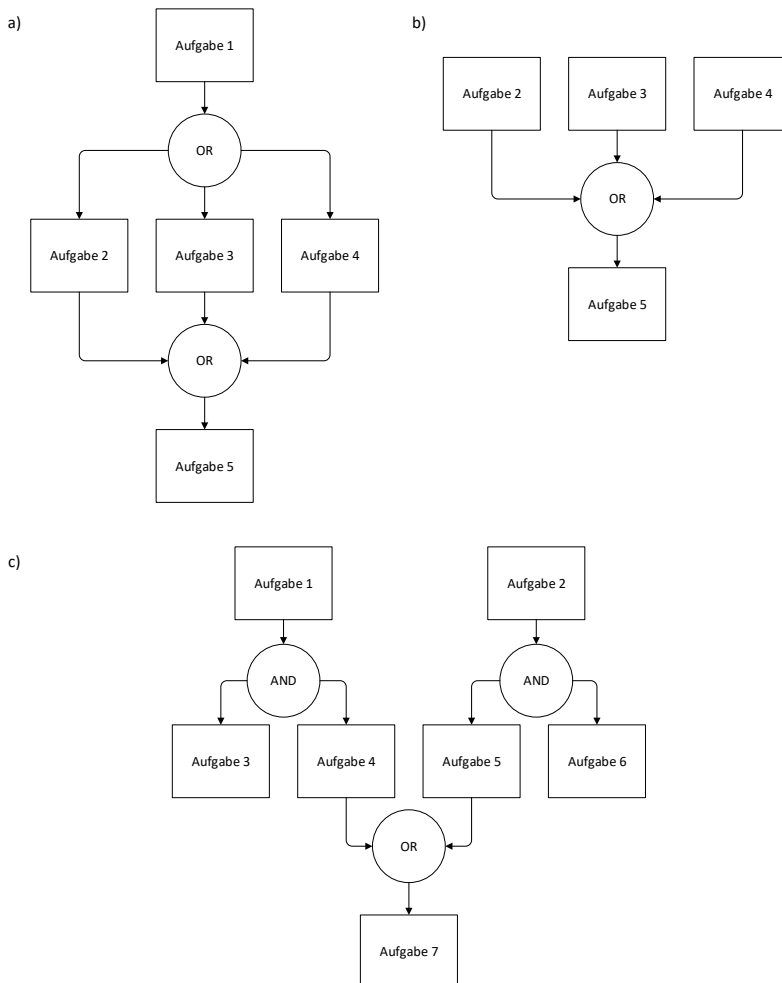 a)
Aufgabe 1
OR
Aufgabe 2
Aufgabe 3
Aufgabe 4
OR
Aufgabe 5
b)
Aufgabe 2
Aufgabe 3
Aufgabe 4
OR
Aufgabe 5
c)
Aufgabe 1
Aufgabe 2
AND
AND
Aufgabe 3
Aufgabe 4
Aufgabe 5
Aufgabe 6
OR
Aufgabe 7